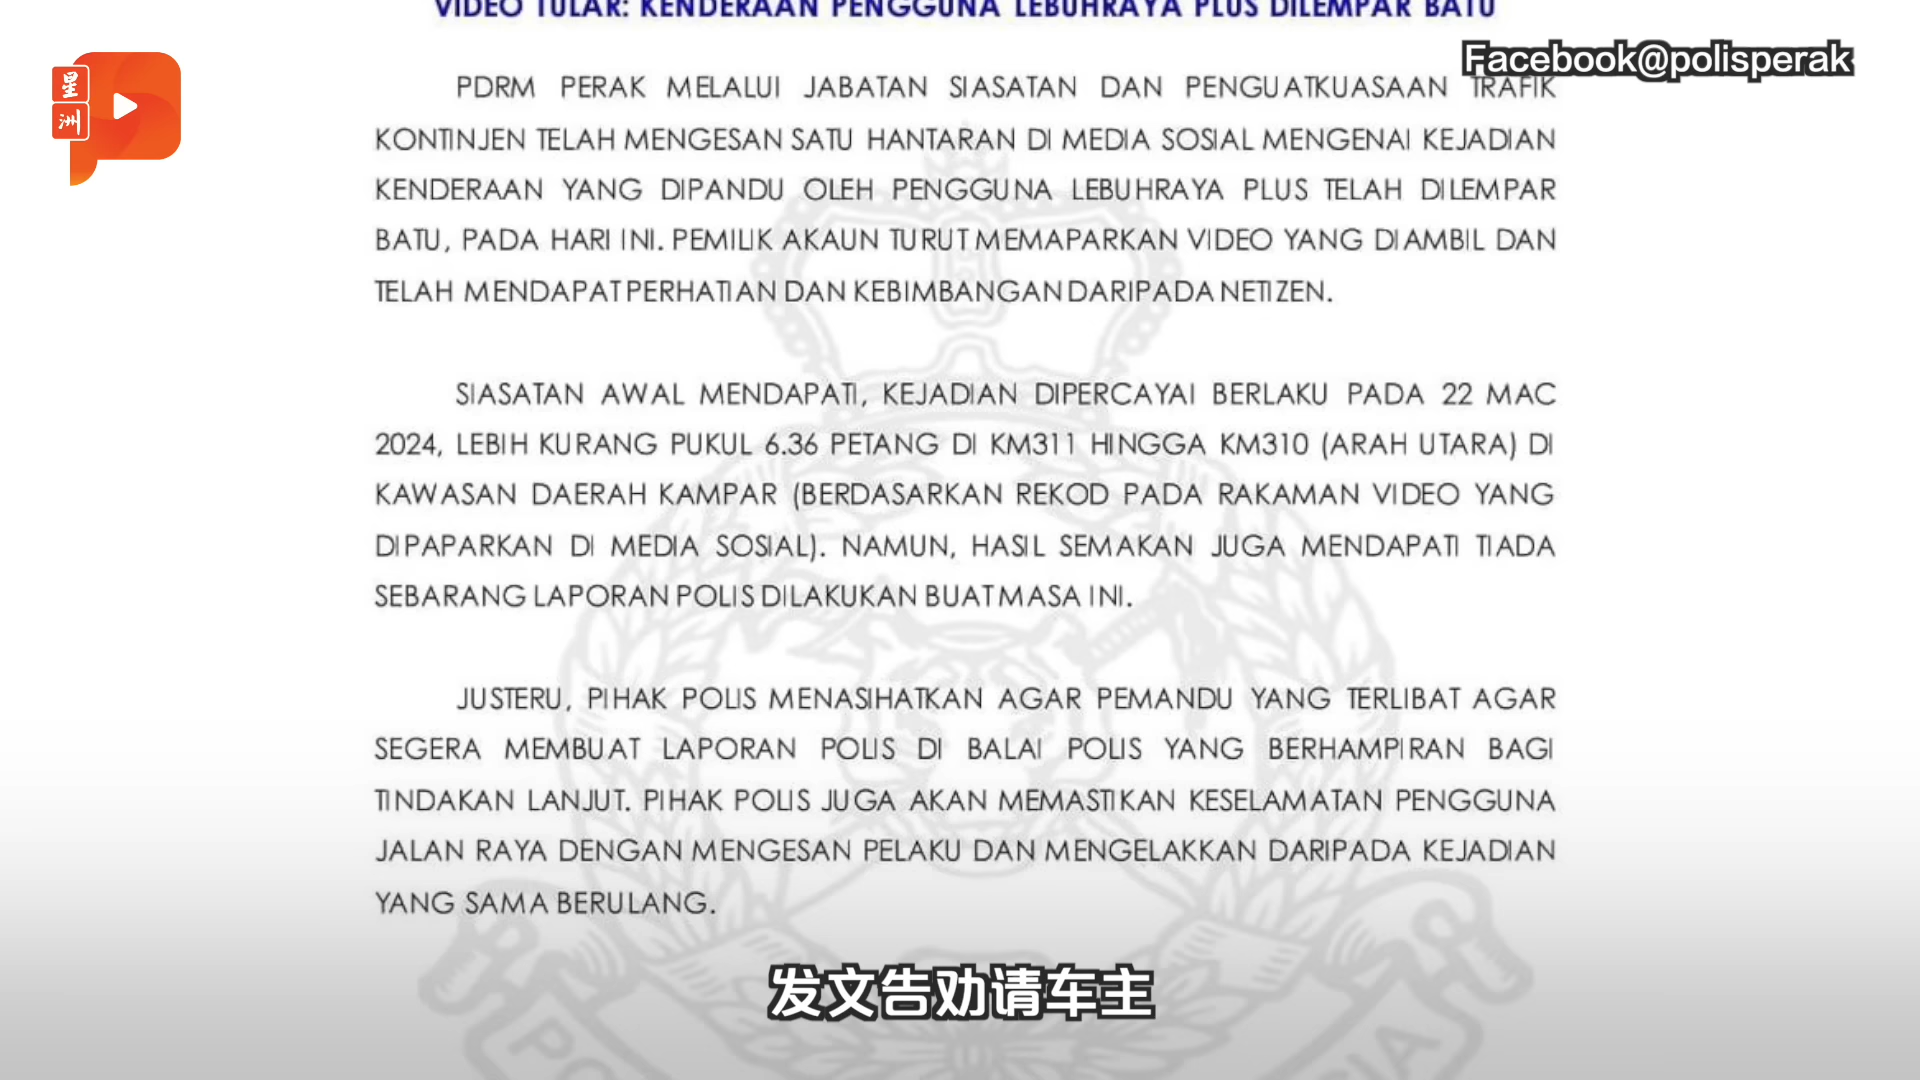 VIDEO TULAR: KENDERAAN PENGGUNA LEBUHRAYA PLUS DILEMPAR BATU
Facebook@polisperak
星洲
PDRM PERAK MELALUI JABATAN SIASATAN DAN PENGUATKUASAAN TRAFIK
KONTINJEN TELAH MENGESAN SATU HANTARAN DI MEDIA SOSIAL MENGENAI KEJADIAN
KENDERAAN YANG DIPANDU OLEH PENGGUNA LEBUHRAYA PLUS TELAH DILEMPAR
BATU, PADA HARI INI. PEMILIK AKAUN TURUT MEMAPARKAN VIDEO YANG DIAMBIL DAN
TELAH MENDAPAT PERHATIAN DAN KEBIMBANGAN DARIPADA NETIZEN.
SIASATAN AWAL MENDAPATI, KEJADIAN DIPERCAYAI BERLAKU PADA 22 MAC
2024, LEBIH KURANG PUKUL 6.36 PETANG DI KM311 HINGGA KM310 (ARAH UTARA) DI
KAWASAN DAERAH KAMPAR (BERDASARKAN REKOD PADA RAKAMAN VIDEO YANG
DIPAPARKAN DI MEDIA SOSIAL). NAMUN, HASIL SEMAKAN JUGA MENDAPATI TIADA
SEBARANG LAPORAN POLIS DILAKUKAN BUAT MASA INI.
JUSTERU, PIHAK POLIS MENASIHATKAN AGAR PEMANDU YANG TERLIBAT AGAR
SEGERA MEMBUAT LAPORAN POLIS DI BALAI POLIS YANG BERHAMPIRAN BAGI
TINDAKAN LANJUT. PIHAK POLIS JUGA AKAN MEMASTIKAN KESELAMATAN PENGGUNA
JALAN RAYA DENGAN MENGESAN PELAKU DAN MENGELAKKAN DARIPADA KEJADIAN
YANG SAMA BERULANG.
发文告劝请车主